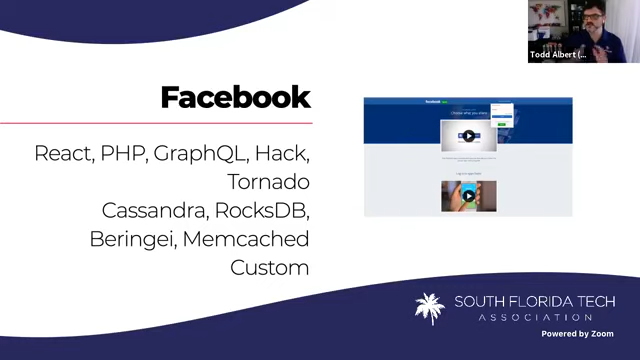 Todd Albert (...
Facebook
React, PHP, GraphQL, Hack,
Tornado
Cassandra, RocksDB,
Beringei, Memcached
Custom
facebook
SOUTH FLORIDA TECH
ASSOCIATION
Powered by Zoom